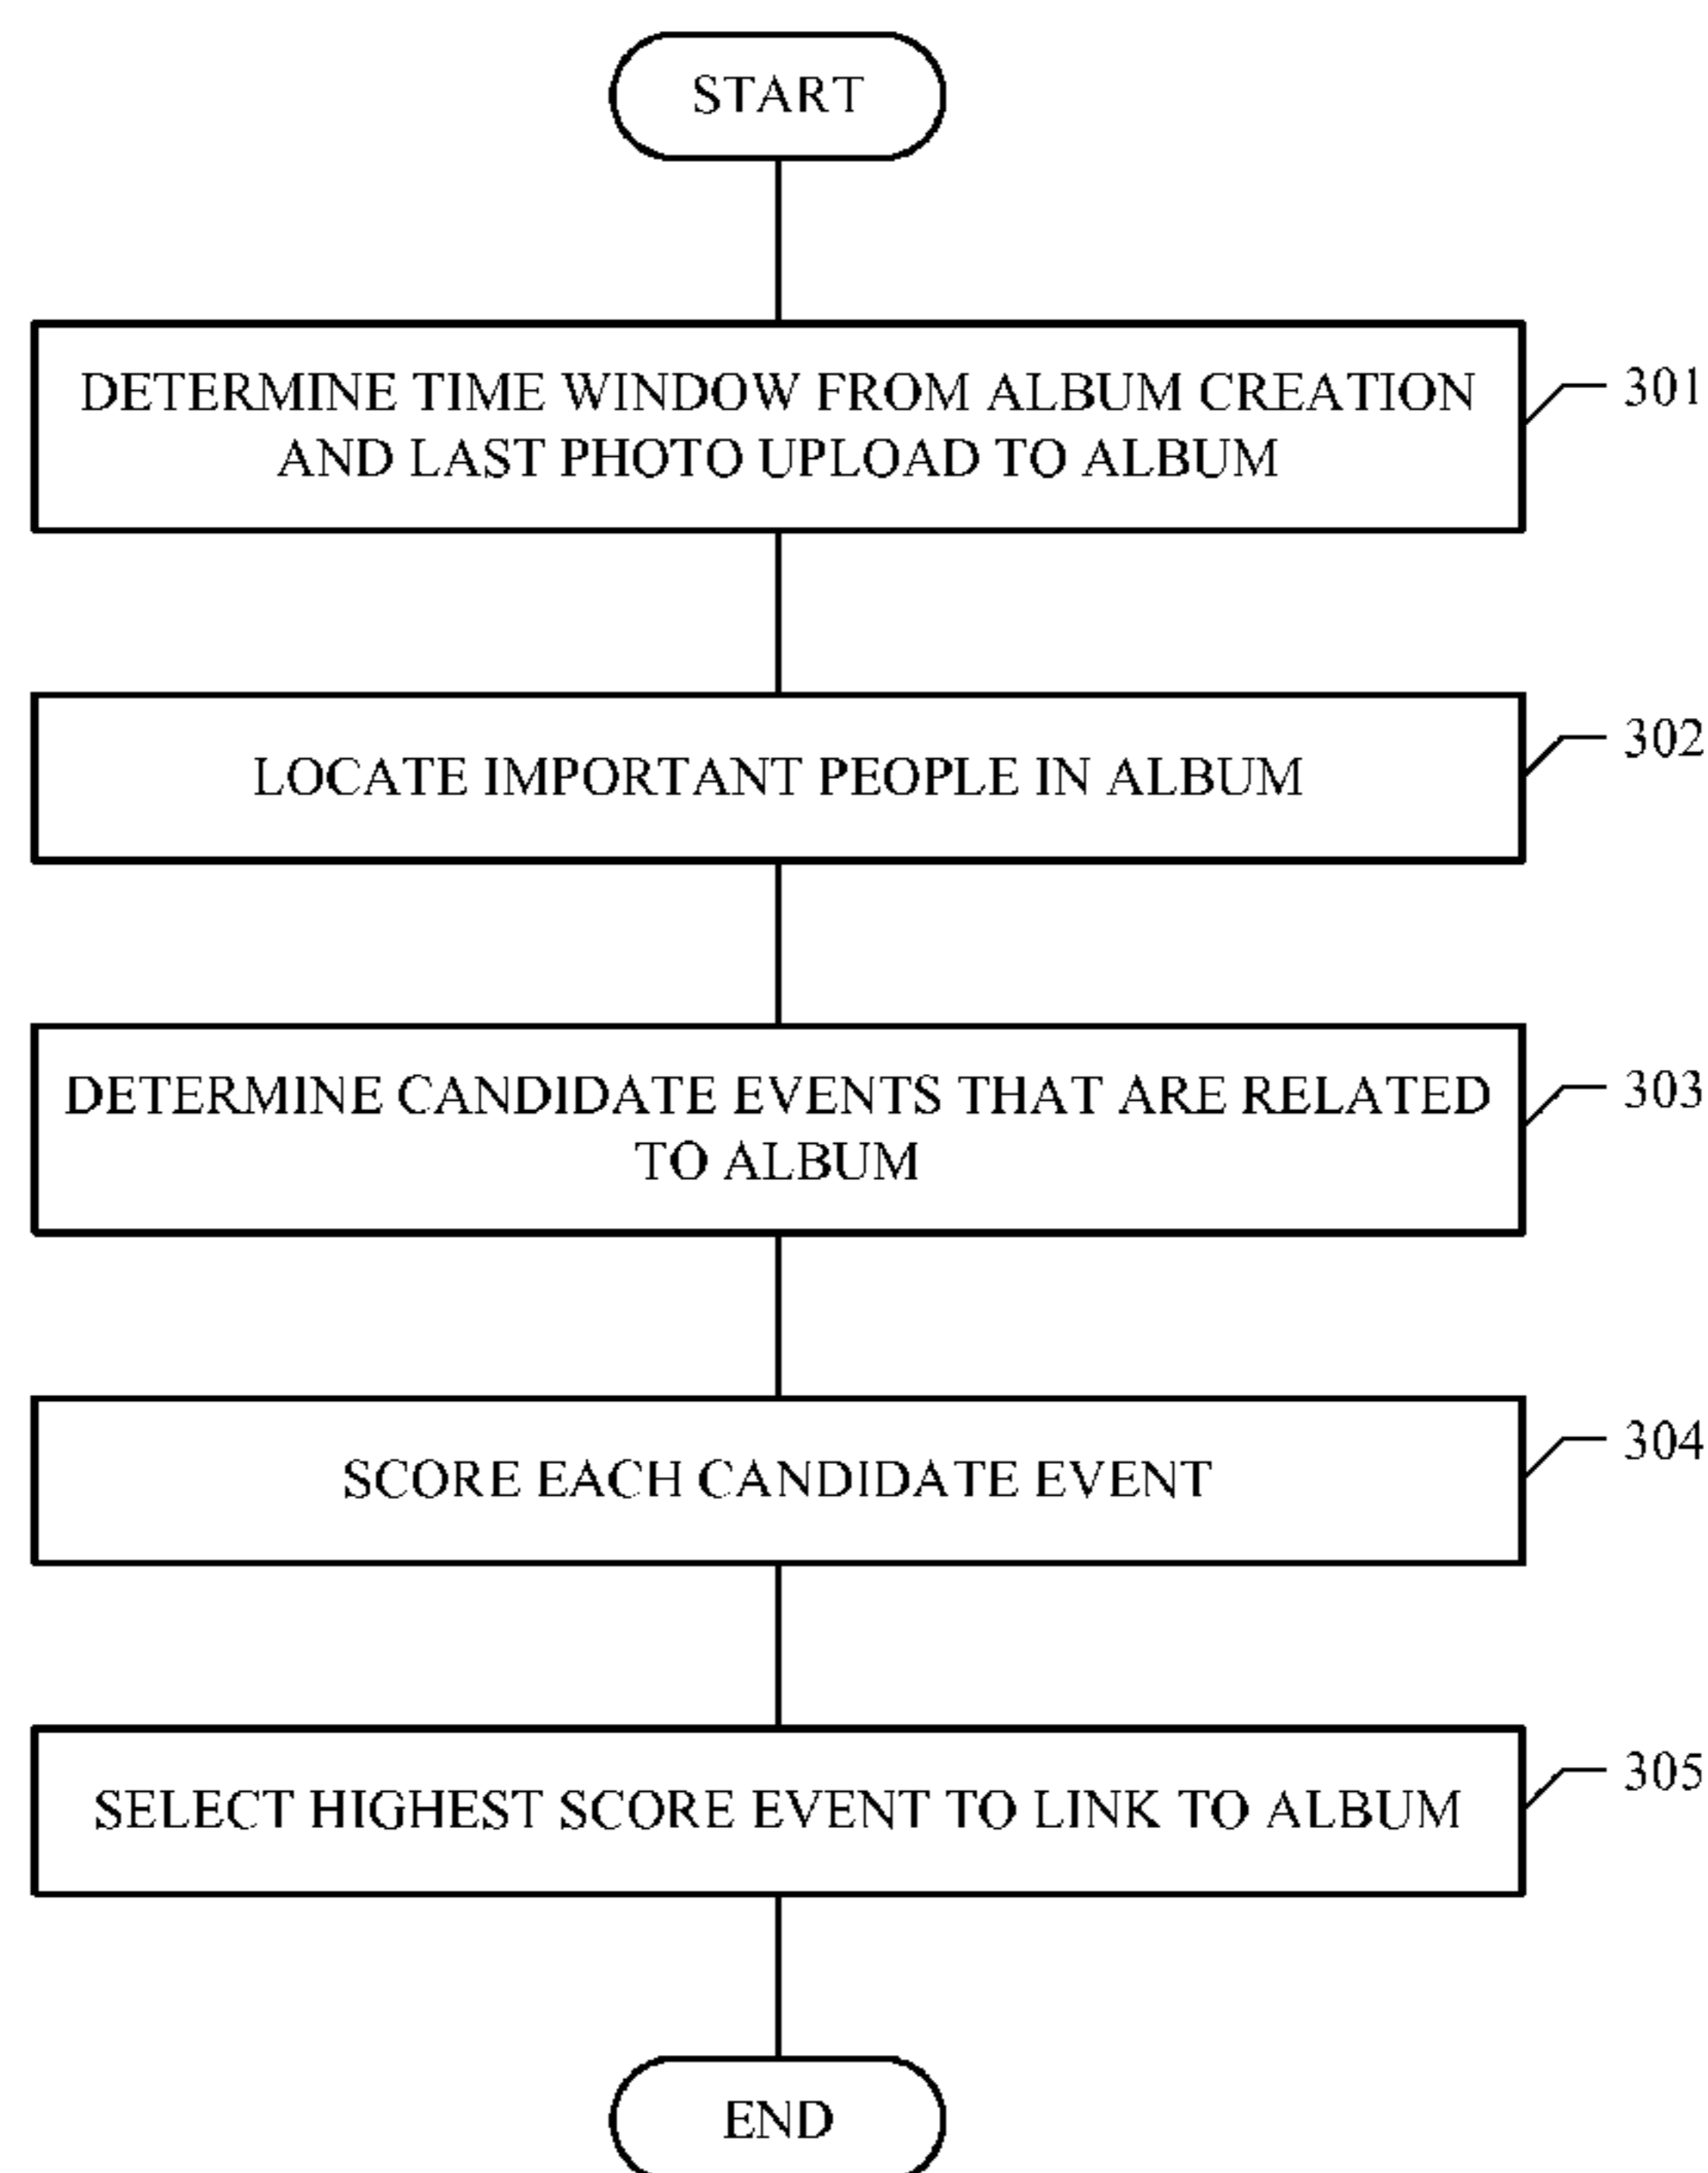 START
DETERMINE TIME WINDOW FROM ALBUM CREATION
AND LAST PHOTO UPLOAD TO ALBUM
301
LOCATE IMPORTANT PEOPLE IN ALBUM
302
DETERMINE CANDIDATE EVENTS THAT ARE RELATED
TO ALBUM
303
SCORE EACH CANDIDATE EVENT
304
SELECT HIGHEST SCORE EVENT TO LINK TO ALBUM
305
END